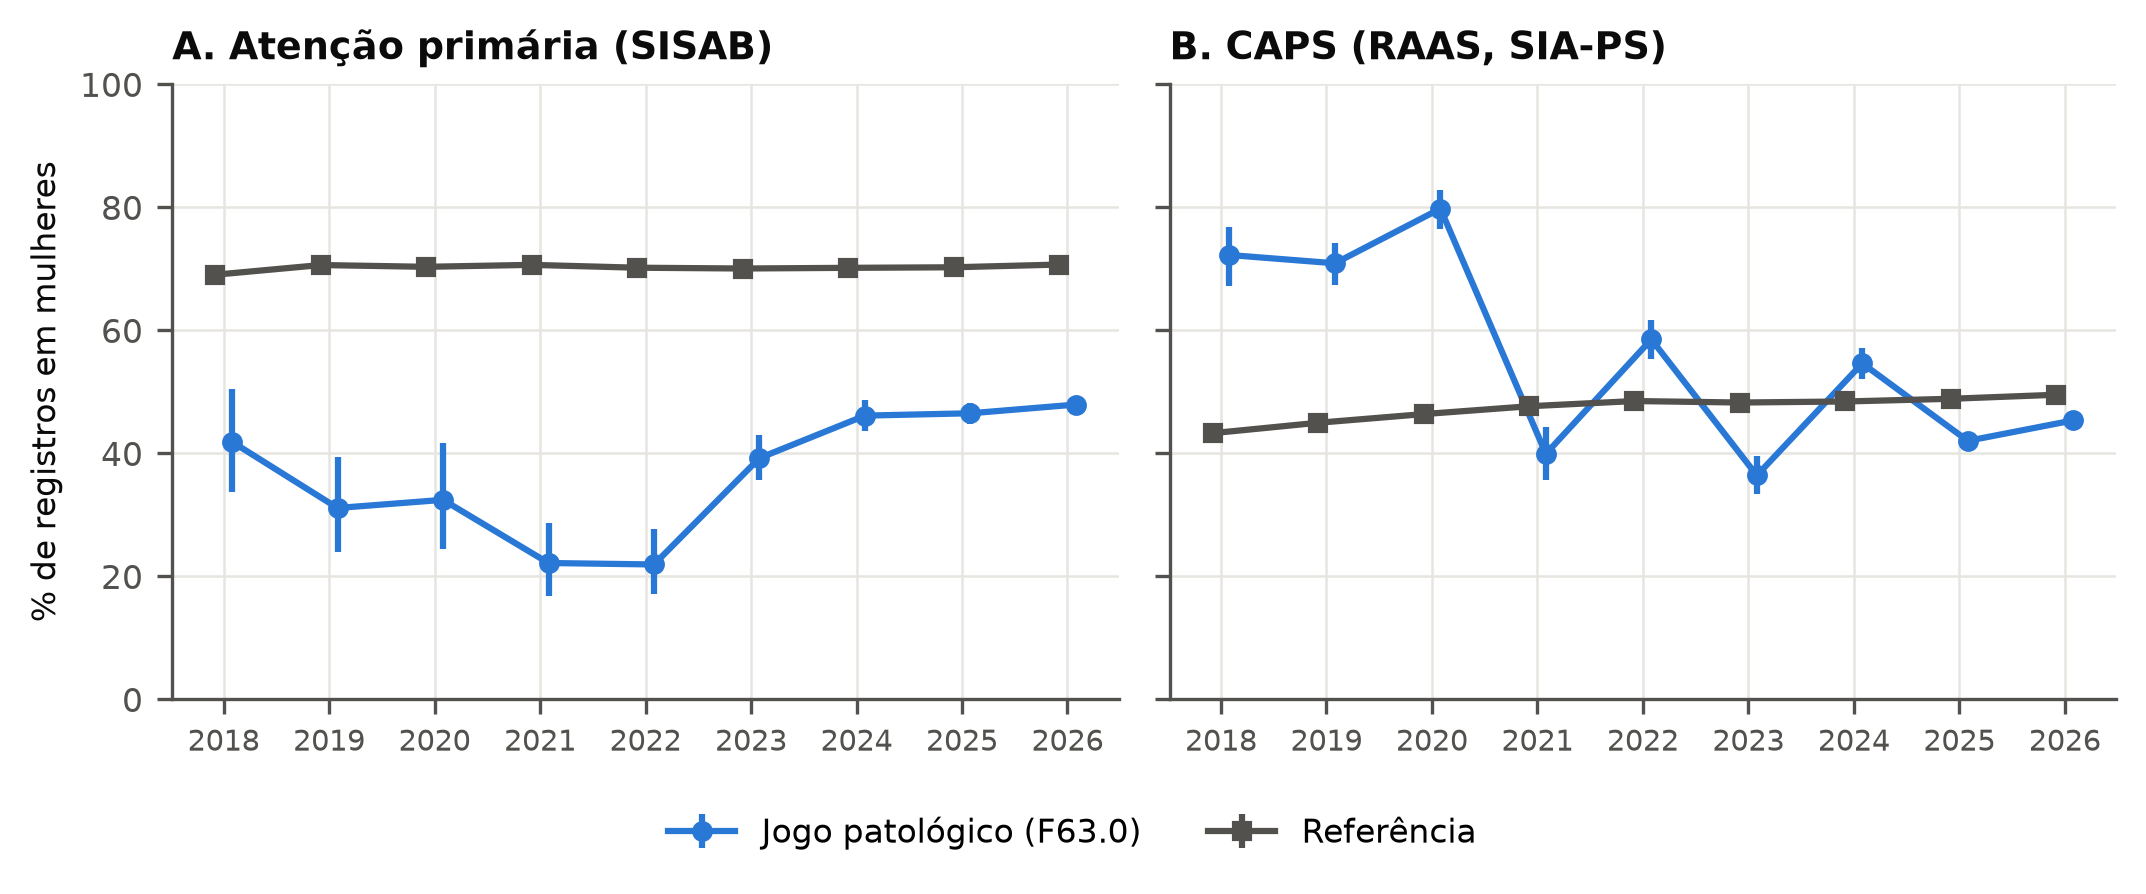 A. Atenção primária (SISAB)
B. CAPS (RAAS, SIA-PS)
% de registros em mulheres
100
80
60
40
20
0
2018 2019 2020 2021 2022 2023 2024 2025 2026
2018 2019 2020 2021 2022 2023 2024 2025 2026
Jogo patológico (F63.0)
Referência